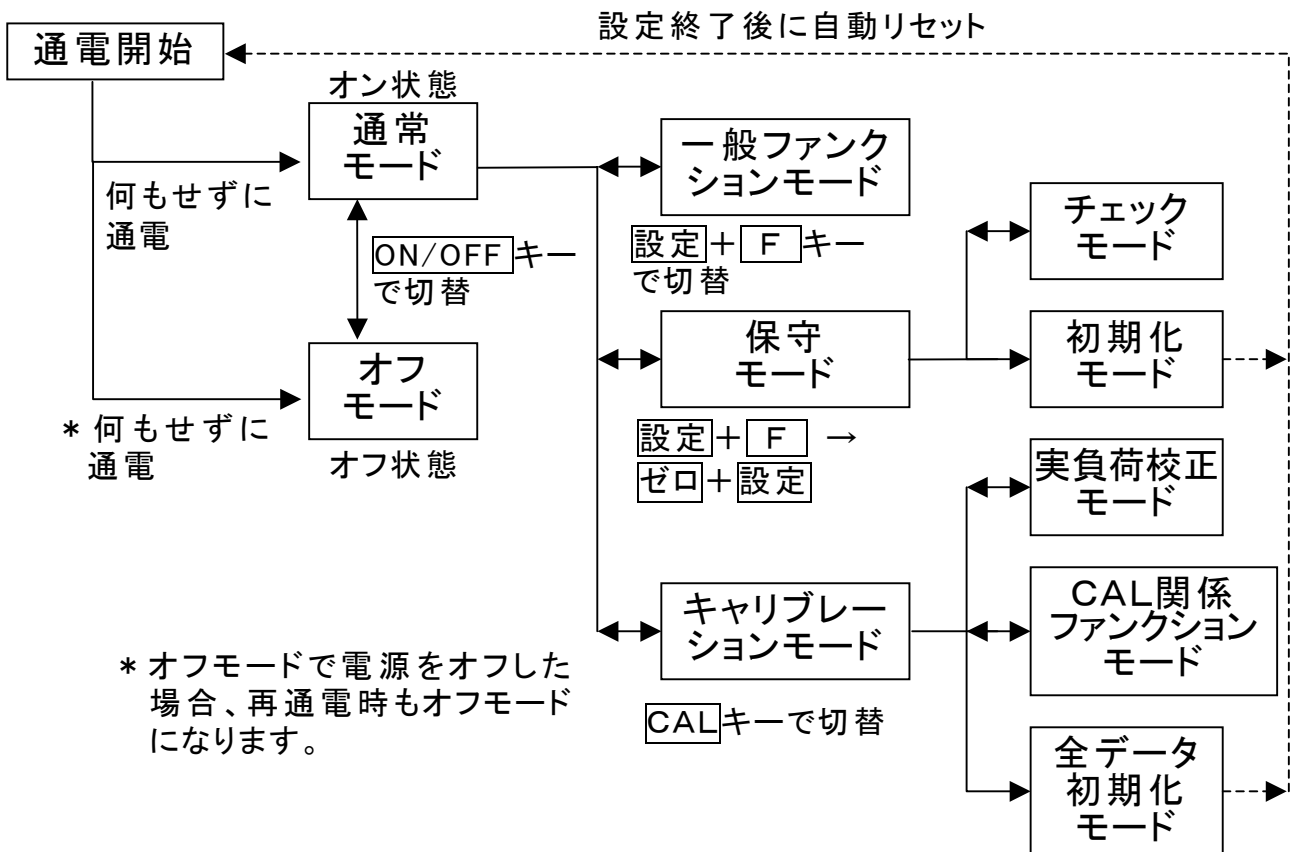 設定終了後に自動リセット
通電開始
オン状態
通常
モード
何もせずに
通電
ON/OFF キー
で切替
オフ
モード
オフ状態
* 何もせずに
通電
一般ファンク
ションモード
設定+ F キー
で切替
保守
モード
設定+ F →
ゼロ+設定
キャリブレー
ションモード
CALキーで切替
チェック
モード
初期化
モード
実負荷校正
モード
CAL関係
ファンクション
モード
全データ
初期化
モード
* オフモードで電源をオフした
場合、再通電時もオフモード
になります。